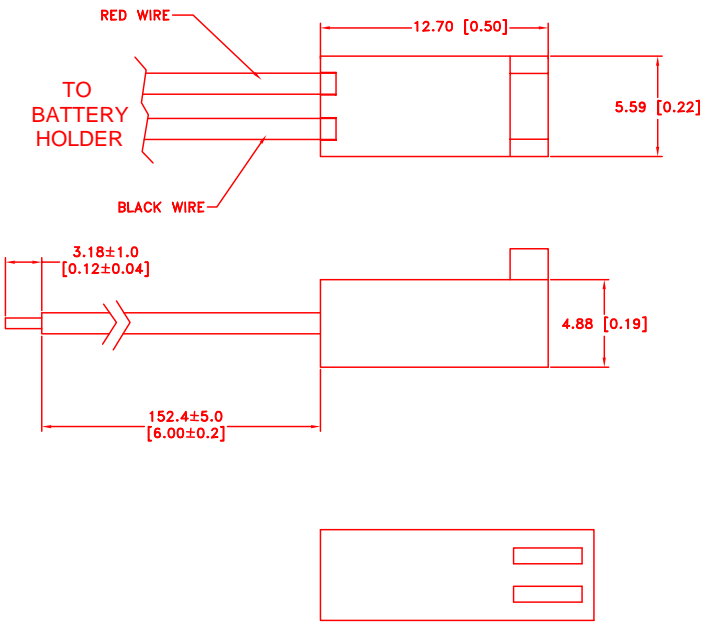 RED WIRE
12.70 [0.50]
TO
BATTERY
HOLDER
5.59 [0.22]
BLACK WIRE
3.18±1.0
[0.12±0.04]
4.88 [0.19]
152.4±5.0
[6.00±0.2]